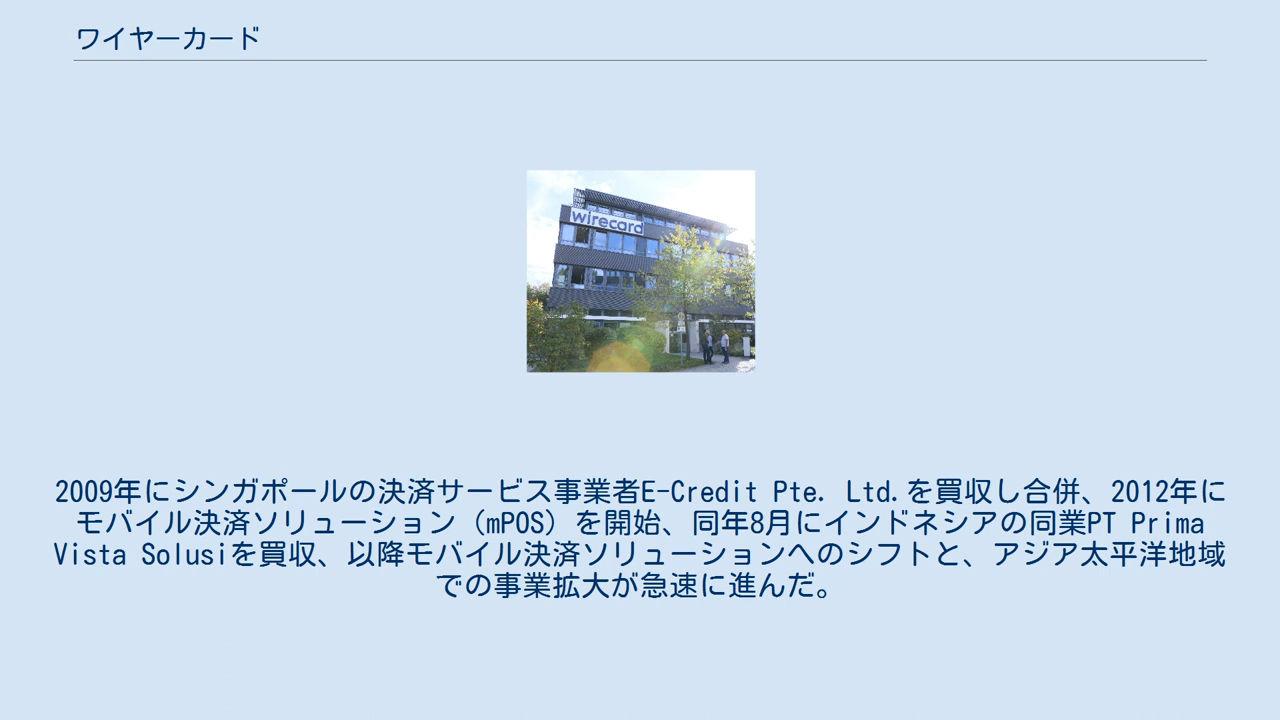 ワイヤーカード
wirecard
2009年にシンガポールの決済サービス事業者E-Credit Pte. Ltd.を買収し合併、2012年に
モバイル決済ソリューション（mPOS）を開始、同年8月にインドネシアの同業PT Prima
Vista Solusiを買収、以降モバイル決済ソリューションへのシフトと、アジア太平洋地域
での事業拡大が急速に進んだ。